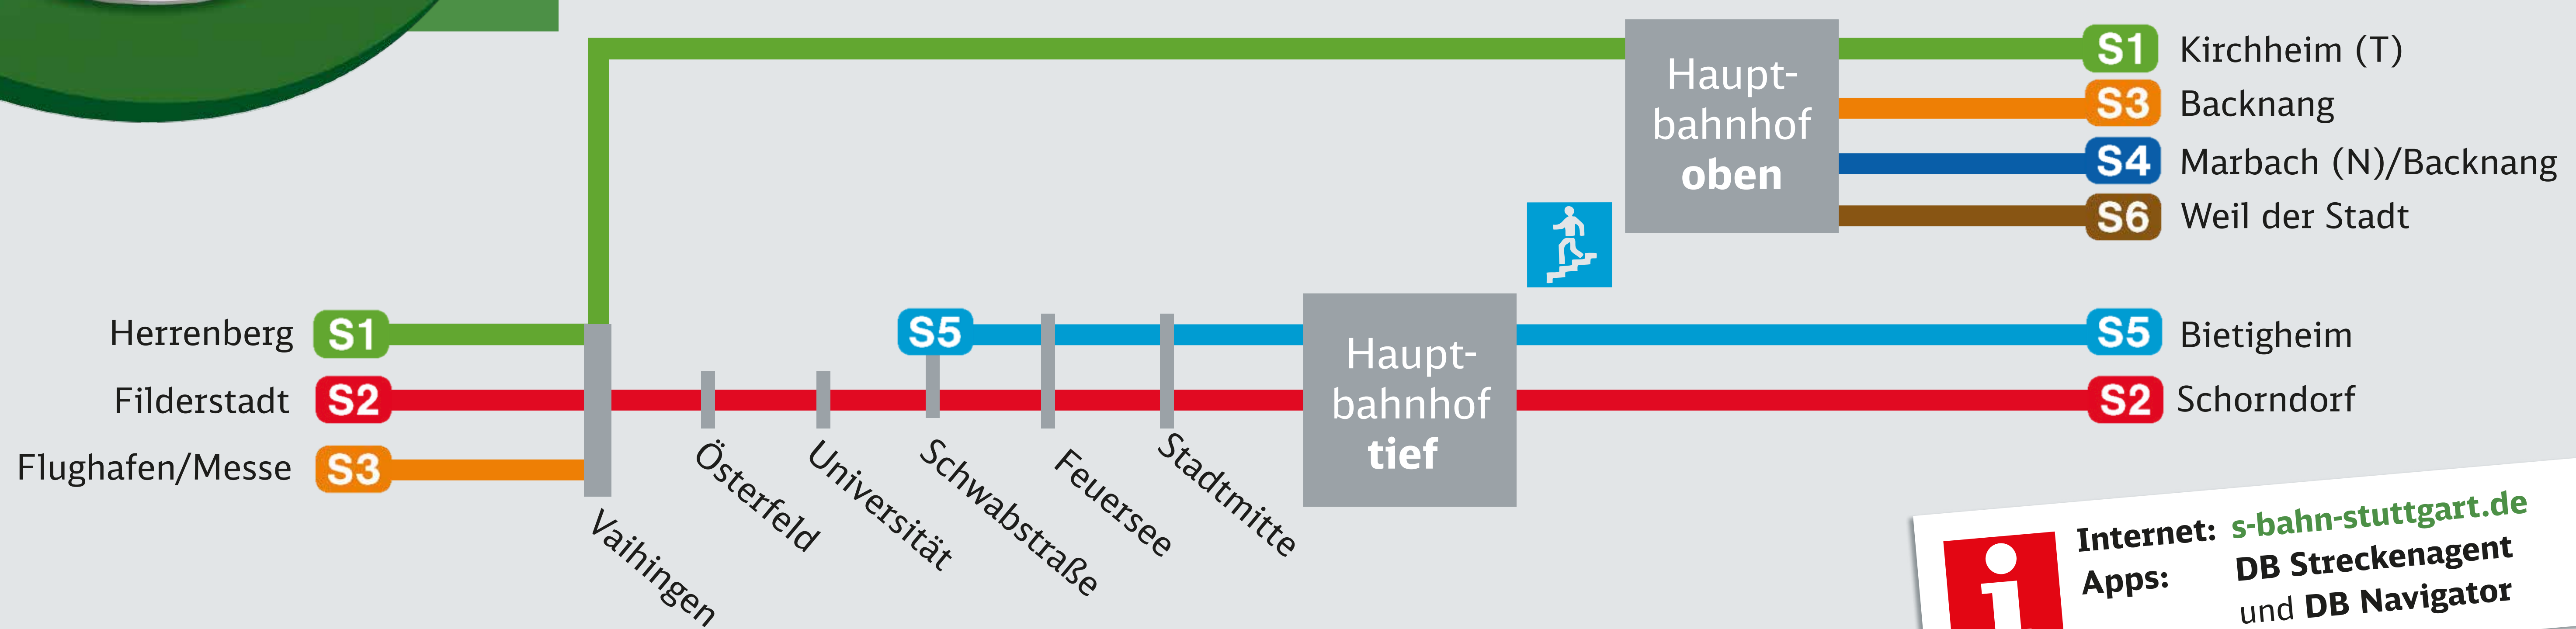 Haupt-
bahnhof
oben
S1 Kirchheim (T)
S3 Backnang
S4 Marbach (N)/Backnang
S6 Weil der Stadt
Herrenberg S1
Filderstadt S2
Flughafen/Messe S3
S5
Haupt-
bahnhof
tief
S5 Bietigheim
S2 Schorndorf
Vaihingen
Österfeld
Universität
Schwabstraße
Feuersee
Stadtmitte
i
Internet: s-bahn-stuttgart.de
Apps: DB Streckenagent
und DB Navigator